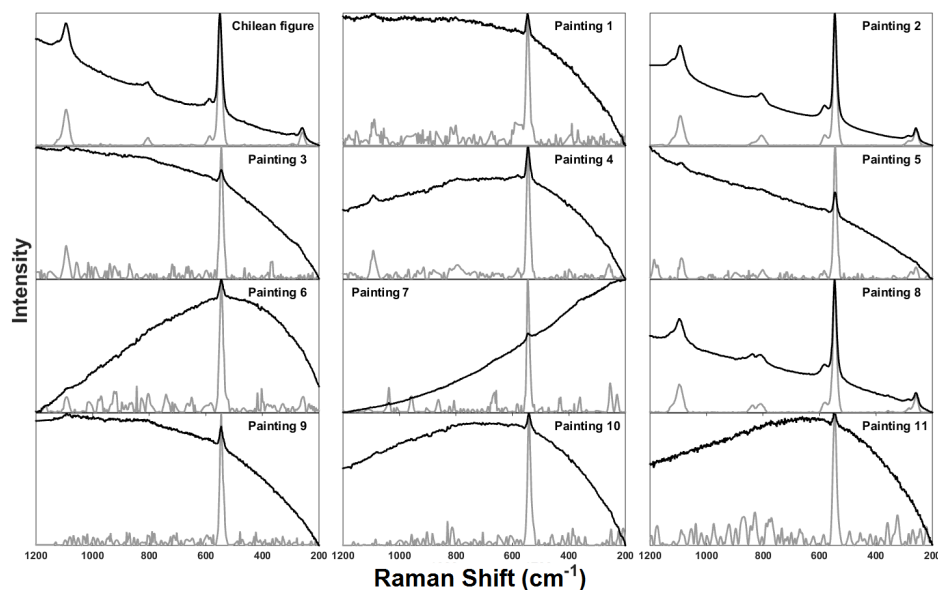 Chilean figure
Painting 1
Painting 2
Painting 3
Painting 4
Painting 5
Painting 6
Painting 7
Painting 8
Painting 9
Painting 10
Painting 11
Intensity
1200 1000 800 600 400 200
1200 1000 800 600 400 200
1200 1000 800 600 400 200
Raman Shift (cm-1)